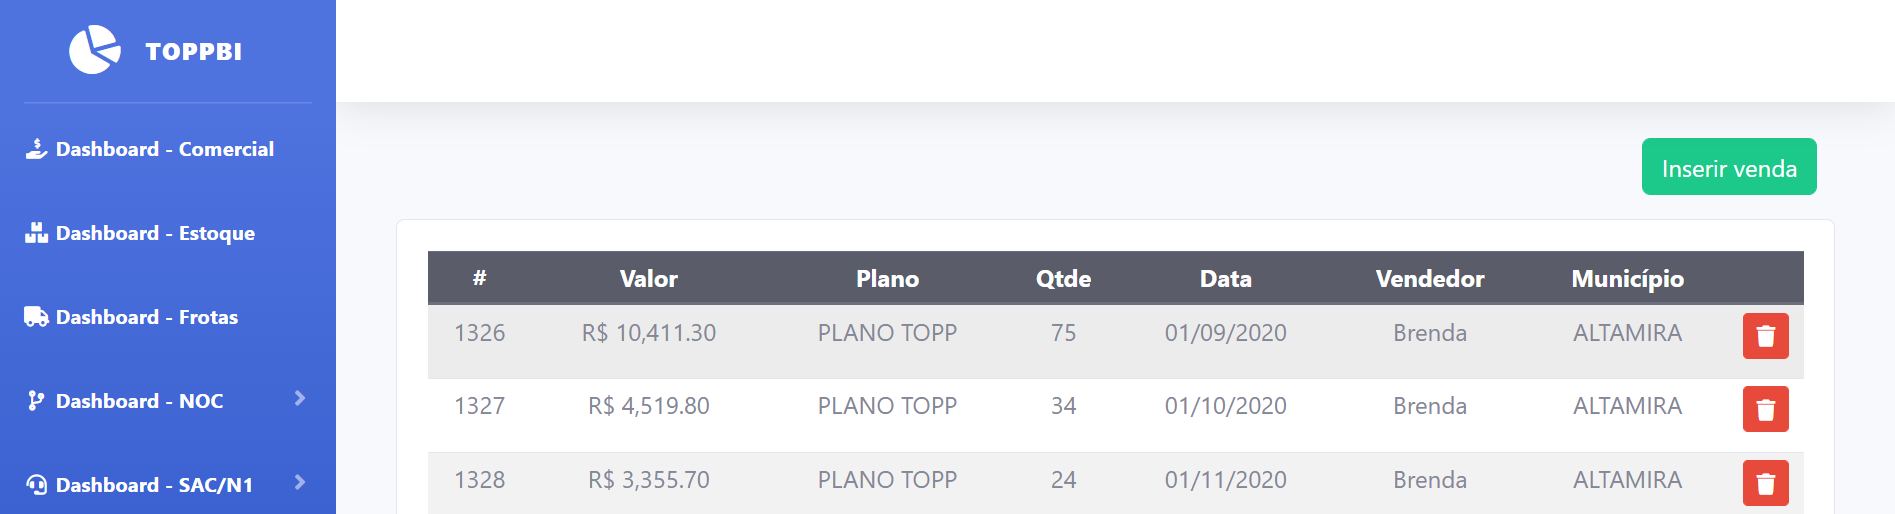 TOPPBI
Dashboard - Comercial
Dashboard - Estoque
Dashboard - Frotas
Dashboard - NOC
Dashboard - SAC/N1
Inserir venda
# Valor Plano Qtde Data Vendedor Município
1326 R$ 10,411.30 PLANO TOPP 75 01/09/2020 Brenda ALTAMIRA
1327 R$ 4,519.80 PLANO TOPP 34 01/10/2020 Brenda ALTAMIRA
1328 R$ 3,355.70 PLANO TOPP 24 01/11/2020 Brenda ALTAMIRA